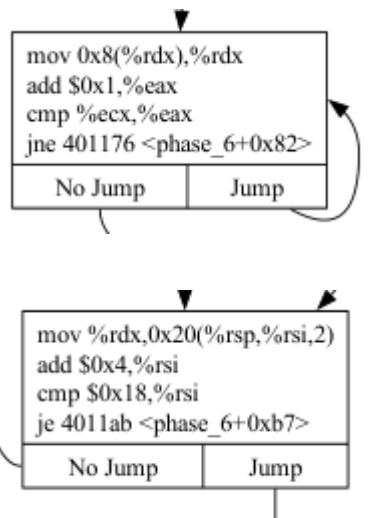 mov 0x8(%rdx),%rdx
add $0x1,%eax
cmp %ecx,%eax
jne 401176 <phase_6+0x82>
No Jump Jump
mov %rdx,0x20(%rsp,%rsi,2)
add $0x4,%rsi
cmp $0x18,%rsi
je 4011ab <phase_6+0xb7>
No Jump Jump